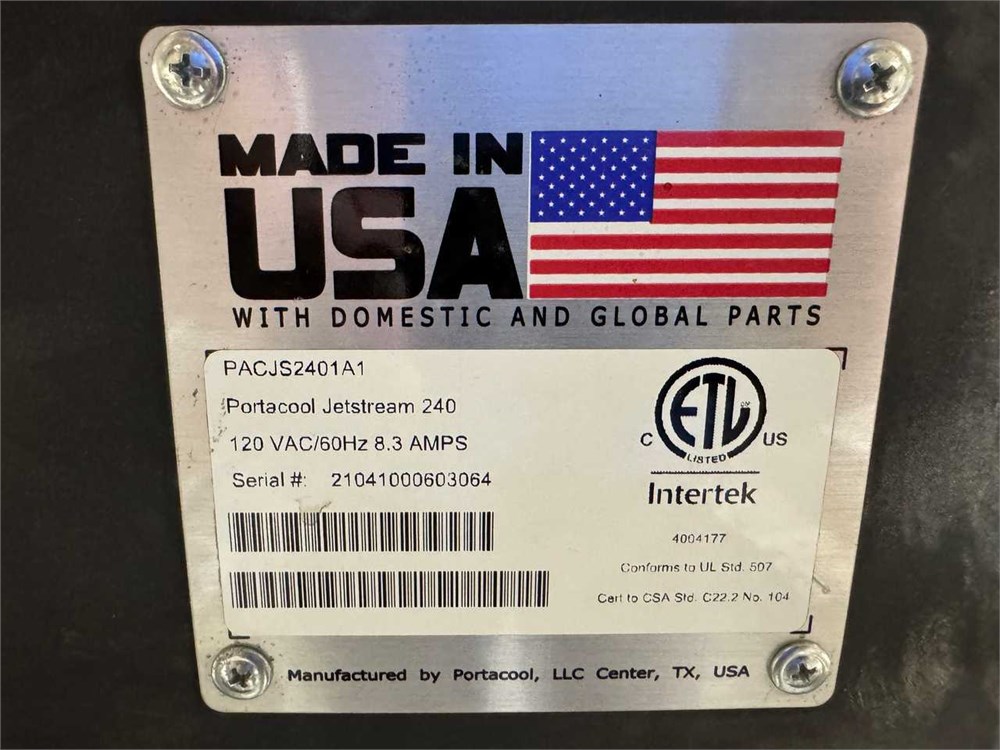 MADE IN
USA
WITH DOMESTIC AND GLOBAL PARTS
PACJS2401A1
Portacool Jetstream 240
120 VAC/60Hz 8.3 AMPS
Serial #: 21041000603064
ETL
C US
LISTED
Intertek
4004177
Conforms to UL Std. 507
Cert to CSA Std. C22.2 No. 104
Manufactured by Portacool, LLC Center, TX, USA